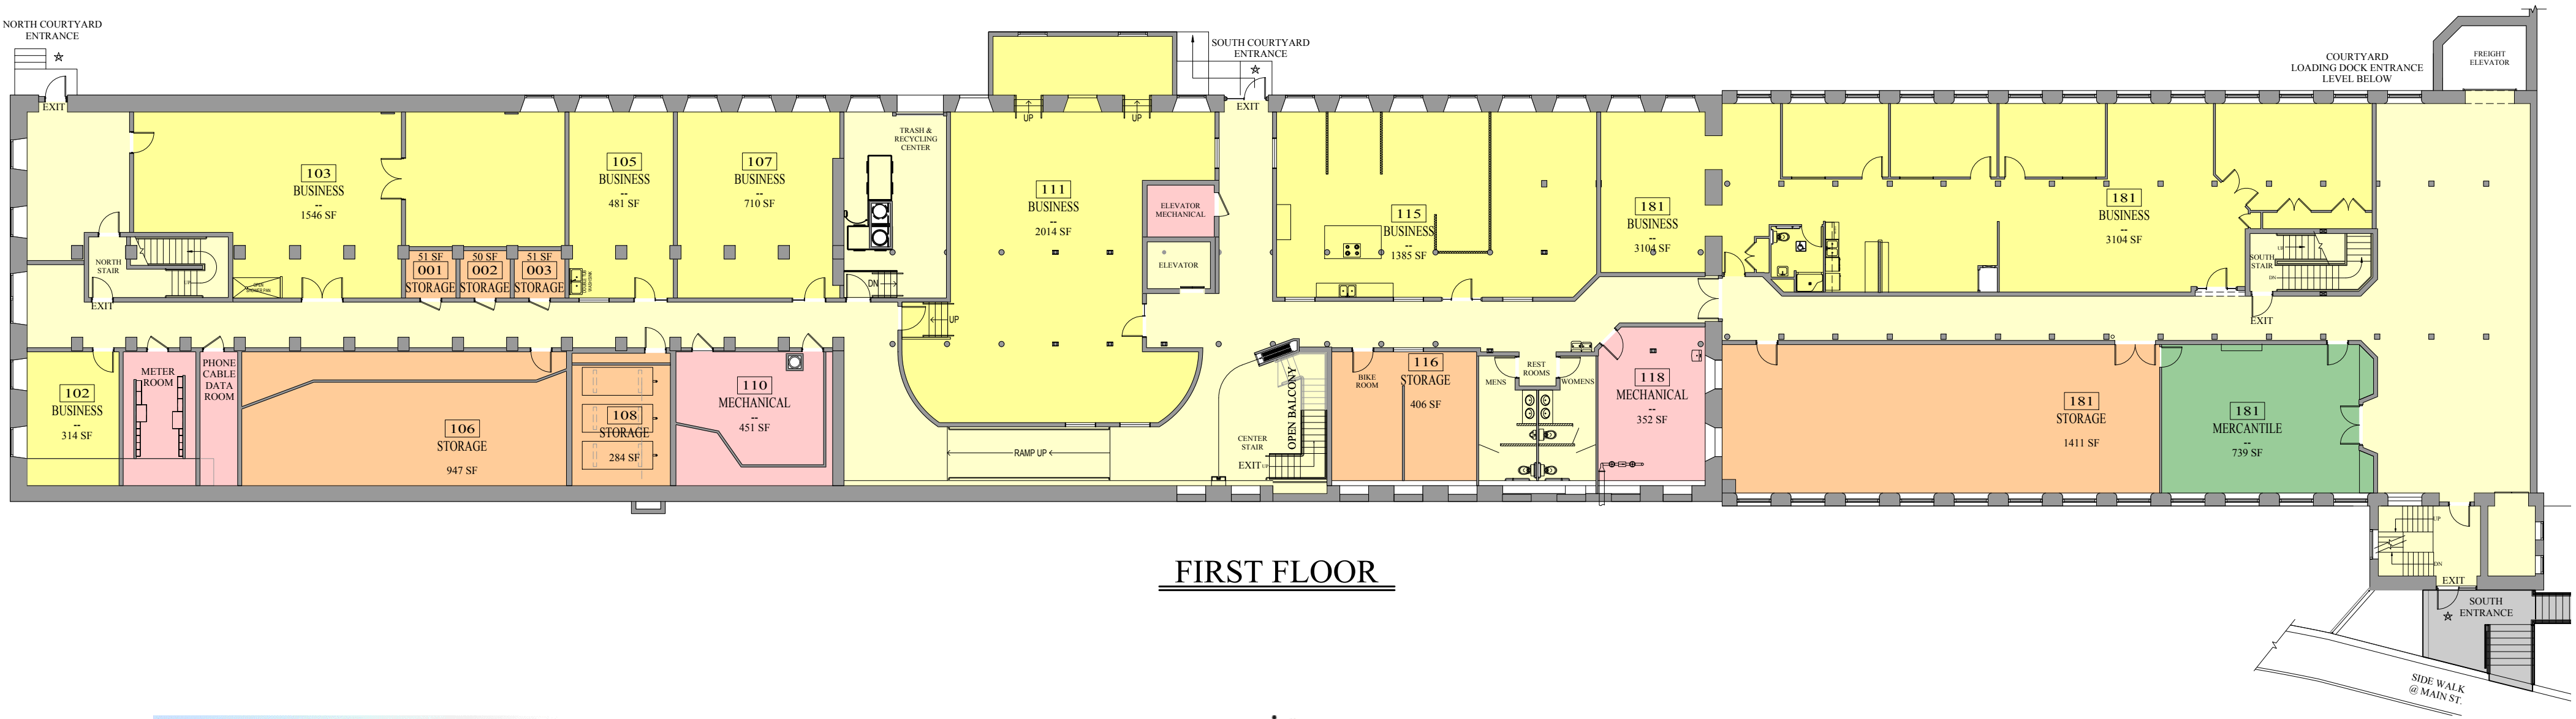 NORTH COURTYARD
ENTRANCE
EXIT
SOUTH COURTYARD
ENTRANCE
EXIT
COURTYARD
LOADING DOCK ENTRANCE
LEVEL BELOW
FREIGHT
ELEVATOR
103
BUSINESS
--
1546 SF
105
BUSINESS
--
481 SF
107
BUSINESS
--
710 SF
TRASH &
RECYCLING
CENTER
UP
UP
111
BUSINESS
--
2014 SF
ELEVATOR
MECHANICAL
ELEVATOR
115
BUSINESS
--
1385 SF
181
BUSINESS
--
3104 SF
181
BUSINESS
--
3104 SF
NORTH
STAIR
UP
EXIT
51 SF
001
STORAGE
50 SF
002
STORAGE
51 SF
003
STORAGE
DN
UP
SOUTH
STAIR
UP
DN
EXIT
102
BUSINESS
--
314 SF
METER
ROOM
PHONE
CABLE
DATA
ROOM
106
STORAGE
947 SF
108
STORAGE
284 SF
110
MECHANICAL
--
451 SF
RAMP UP
CENTER
STAIR
EXIT
UP
OPEN BALCONY
BIKE
ROOM
116
STORAGE
406 SF
MENS
REST
ROOMS
WOMENS
118
MECHANICAL
--
352 SF
181
STORAGE
1411 SF
181
MERCANTILE
--
739 SF
UP
DN
EXIT
SOUTH
ENTRANCE
SIDE WALK
@ MAIN ST.
FIRST FLOOR